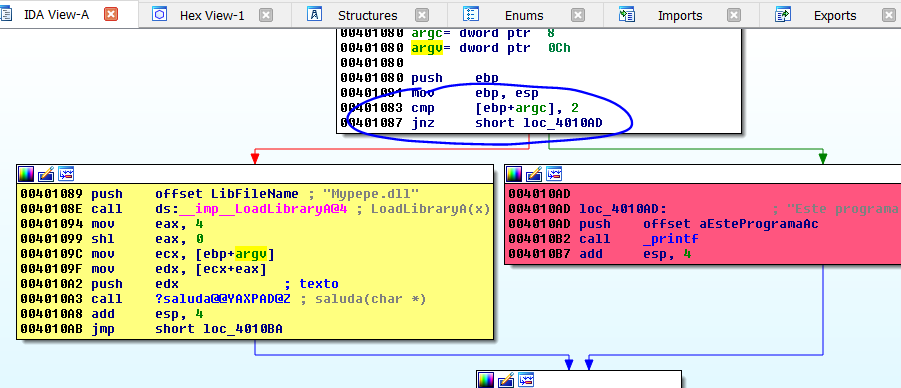 IDA View-A Hex View-1 Structures Enums Imports Exports
00401080 argc= dword ptr 8
00401080 argv= dword ptr 0Ch
00401080
00401080 push ebp
00401081 mov ebp, esp
00401083 cmp [ebp+argc], 2
00401087 jnz short loc_4010AD
00401089 push offset LibFileName ; "Mypepe.dll"
0040108E call ds:__imp__LoadLibraryA@4 ; LoadLibraryA(x)
00401094 mov eax, 4
00401099 shl eax, 0
0040109C mov ecx, [ebp+argv]
0040109F mov edx, [ecx+eax]
004010A2 push edx ; texto
004010A3 call ?saluda@@YAXPAD@Z ; saluda(char *)
004010A8 add esp, 4
004010AB jmp short loc_4010BA
004010AD
004010AD loc_4010AD: ; "Este programa
004010AD push offset aEsteProgramaAc
004010B2 call _printf
004010B7 add esp, 4